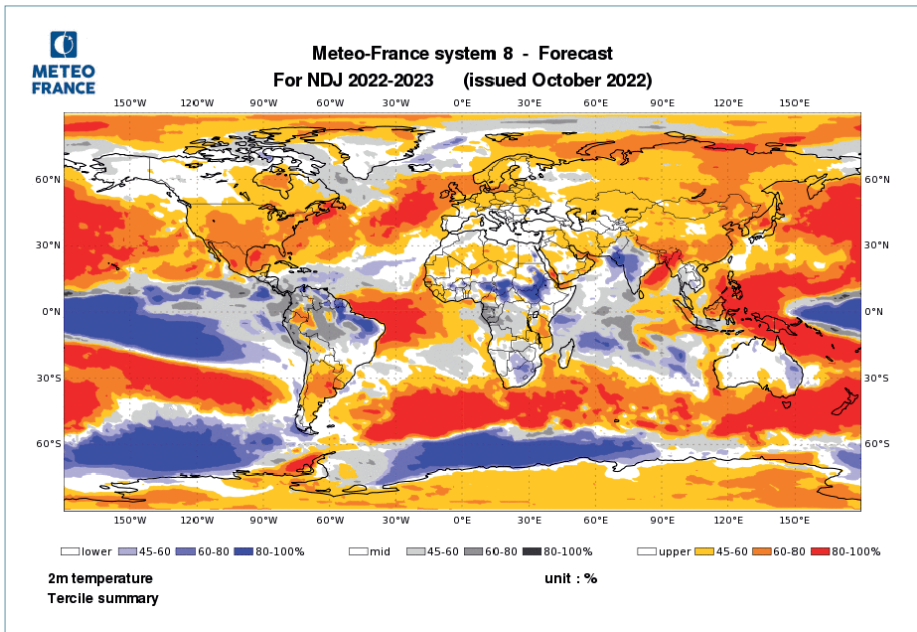 METEO
FRANCE
Meteo-France system 8 - Forecast
For NDJ 2022-2023 (issued October 2022)
150°W 120°W 90°W 60°W 30°W 0°E 30°E 60°E 90°E 120°E 150°E
60°N 60°N
30°N 30°N
0°N 0°N
30°S 30°S
60°S 60°S
150°W 120°W 90°W 60°W 30°W 0°E 30°E 60°E 90°E 120°E 150°E
lower 45-60 60-80 80-100% mid 45-60 60-80 80-100% upper 45-60 60-80 80-100%
2m temperature unit : %
Tercile summary